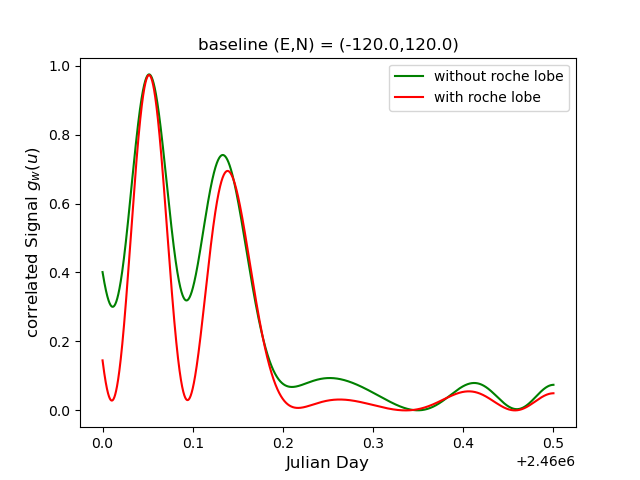 baseline (E,N) = (-120.0,120.0)
without roche lobe
with roche lobe
correlated Signal $g_w(u)$
1.0
0.8
0.6
0.4
0.2
0.0
0.0 0.1 0.2 0.3 0.4 0.5
Julian Day
+2.46e6